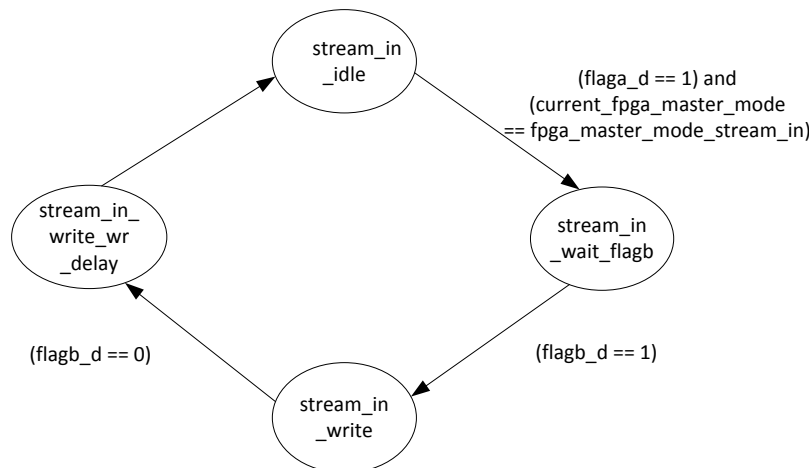 stream_in
_idle
(flaga_d == 1) and
(current_fpga_master_mode
== fpga_master_mode_stream_in)
stream_in_
write_wr
_delay
stream_in
_wait_flagb
(flagb_d == 0)
(flagb_d == 1)
stream_in
_write